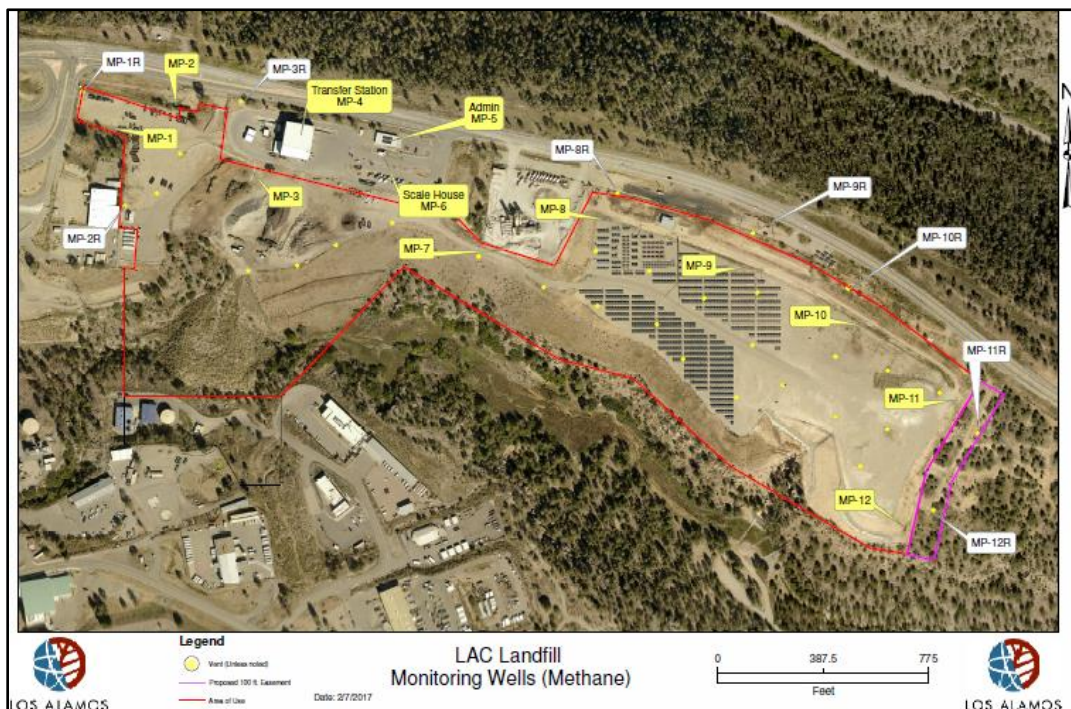 MP-1R
MP-2
MP-3R
Transfer Station
MP-4
Admin
MP-5
N
MP-1
MP-8R
MP-3
Scale House
MP-6
MP-8
MP-9R
MP-2R
MP-7
MP-9
MP-10R
MP-10
MP-11R
MP-11
MP-12
MP-12R
Legend
Vent (Unless noted)
Proposed 100 ft. Easement
Area of Use
Date: 2/7/2017
LAC Landfill
Monitoring Wells (Methane)
0 387.5 775
Feet
LOS ALAMOS
LOS ALAMOS